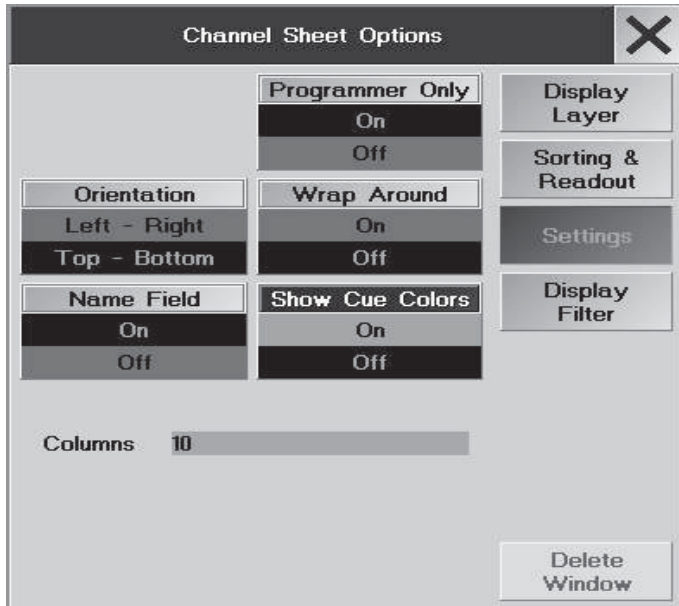 Channel Sheet Options
Programmer Only
On
Off
Display
Layer
Sorting &
Readout
Orientation
Left - Right
Top - Bottom
Wrap Around
On
Off
Settings
Name Field
On
Off
Show Cue Colors
On
Off
Display
Filter
Columns 10
Delete
Window